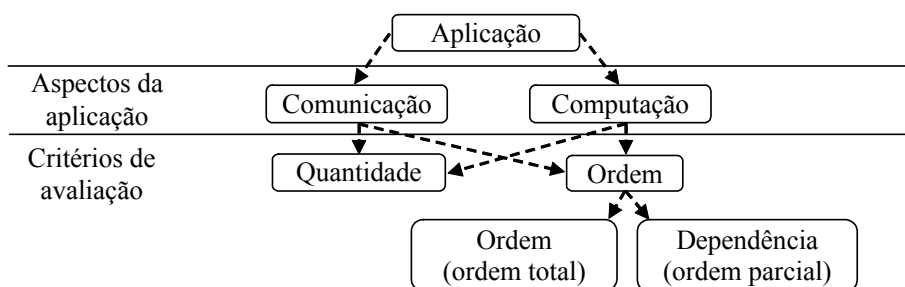 Aplicação
Aspectos da
aplicação
Comunicação
Computação
Critérios de
avaliação
Quantidade
Ordem
Ordem
(ordem total)
Dependência
(ordem parcial)